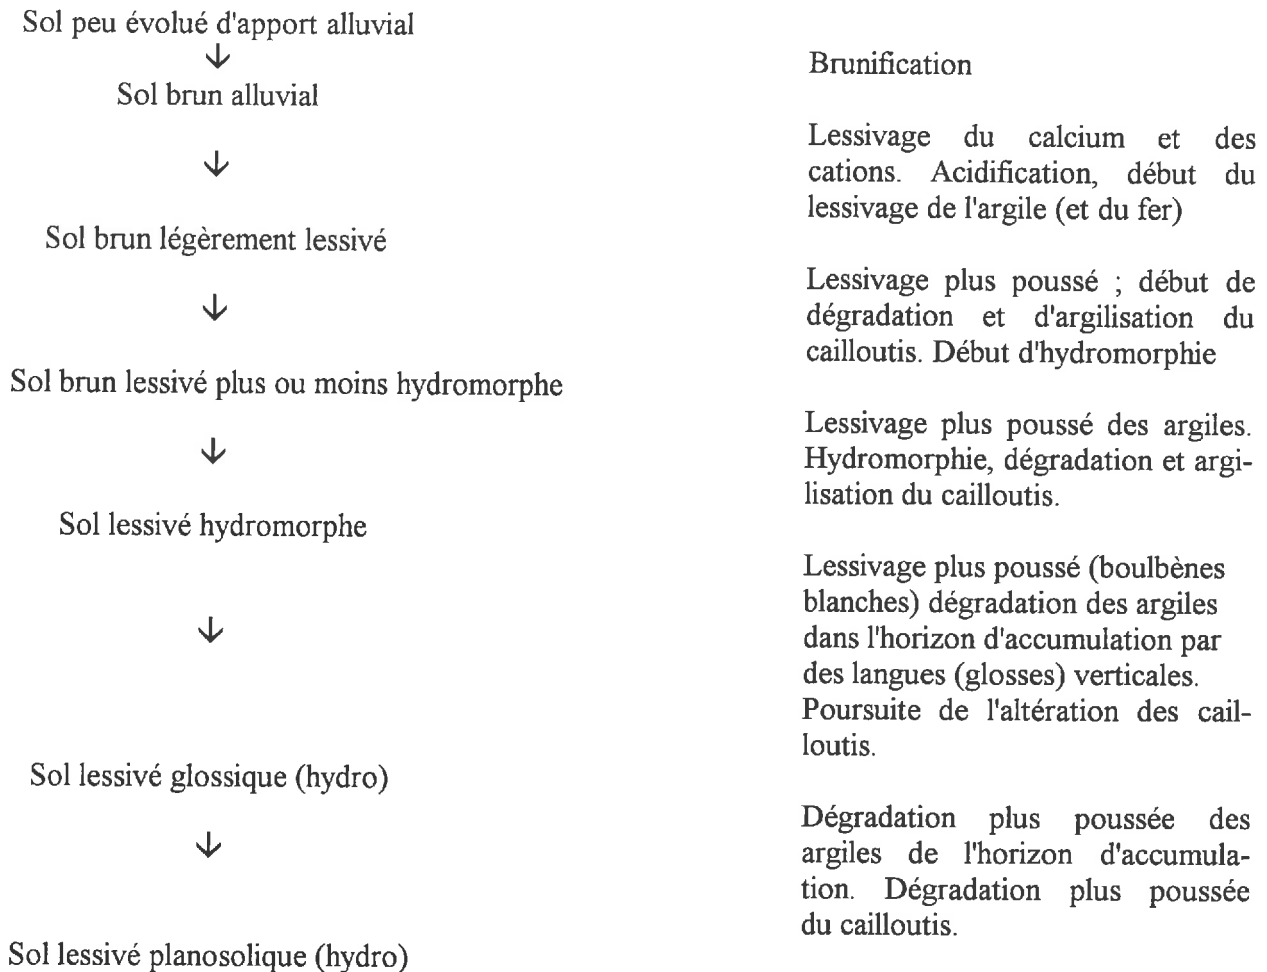 Sol peu évolué d'apport alluvial
↓
Brunification
Sol brun alluvial
↓
Lessivage du calcium et des
cations. Acidification, début du
lessivage de l'argile (et du fer)
Sol brun légèrement lessivé
↓
Lessivage plus poussé ; début de
dégradation et d'argilisation du
cailloutis. Début d'hydromorphie
Sol brun lessivé plus ou moins hydromorphe
↓
Lessivage plus poussé des argiles.
Hydromorphie, dégradation et argi-
lisation du cailloutis.
Sol lessivé hydromorphe
↓
Lessivage plus poussé (boulbènes
blanches) dégradation des argiles
dans l'horizon d'accumulation par
des langues (glosses) verticales.
Poursuite de l'altération des cail-
loutis.
Sol lessivé glossique (hydro)
↓
Dégradation plus poussée des
argiles de l'horizon d'accumula-
tion. Dégradation plus poussée
du cailloutis.
Sol lessivé planosolique (hydro)